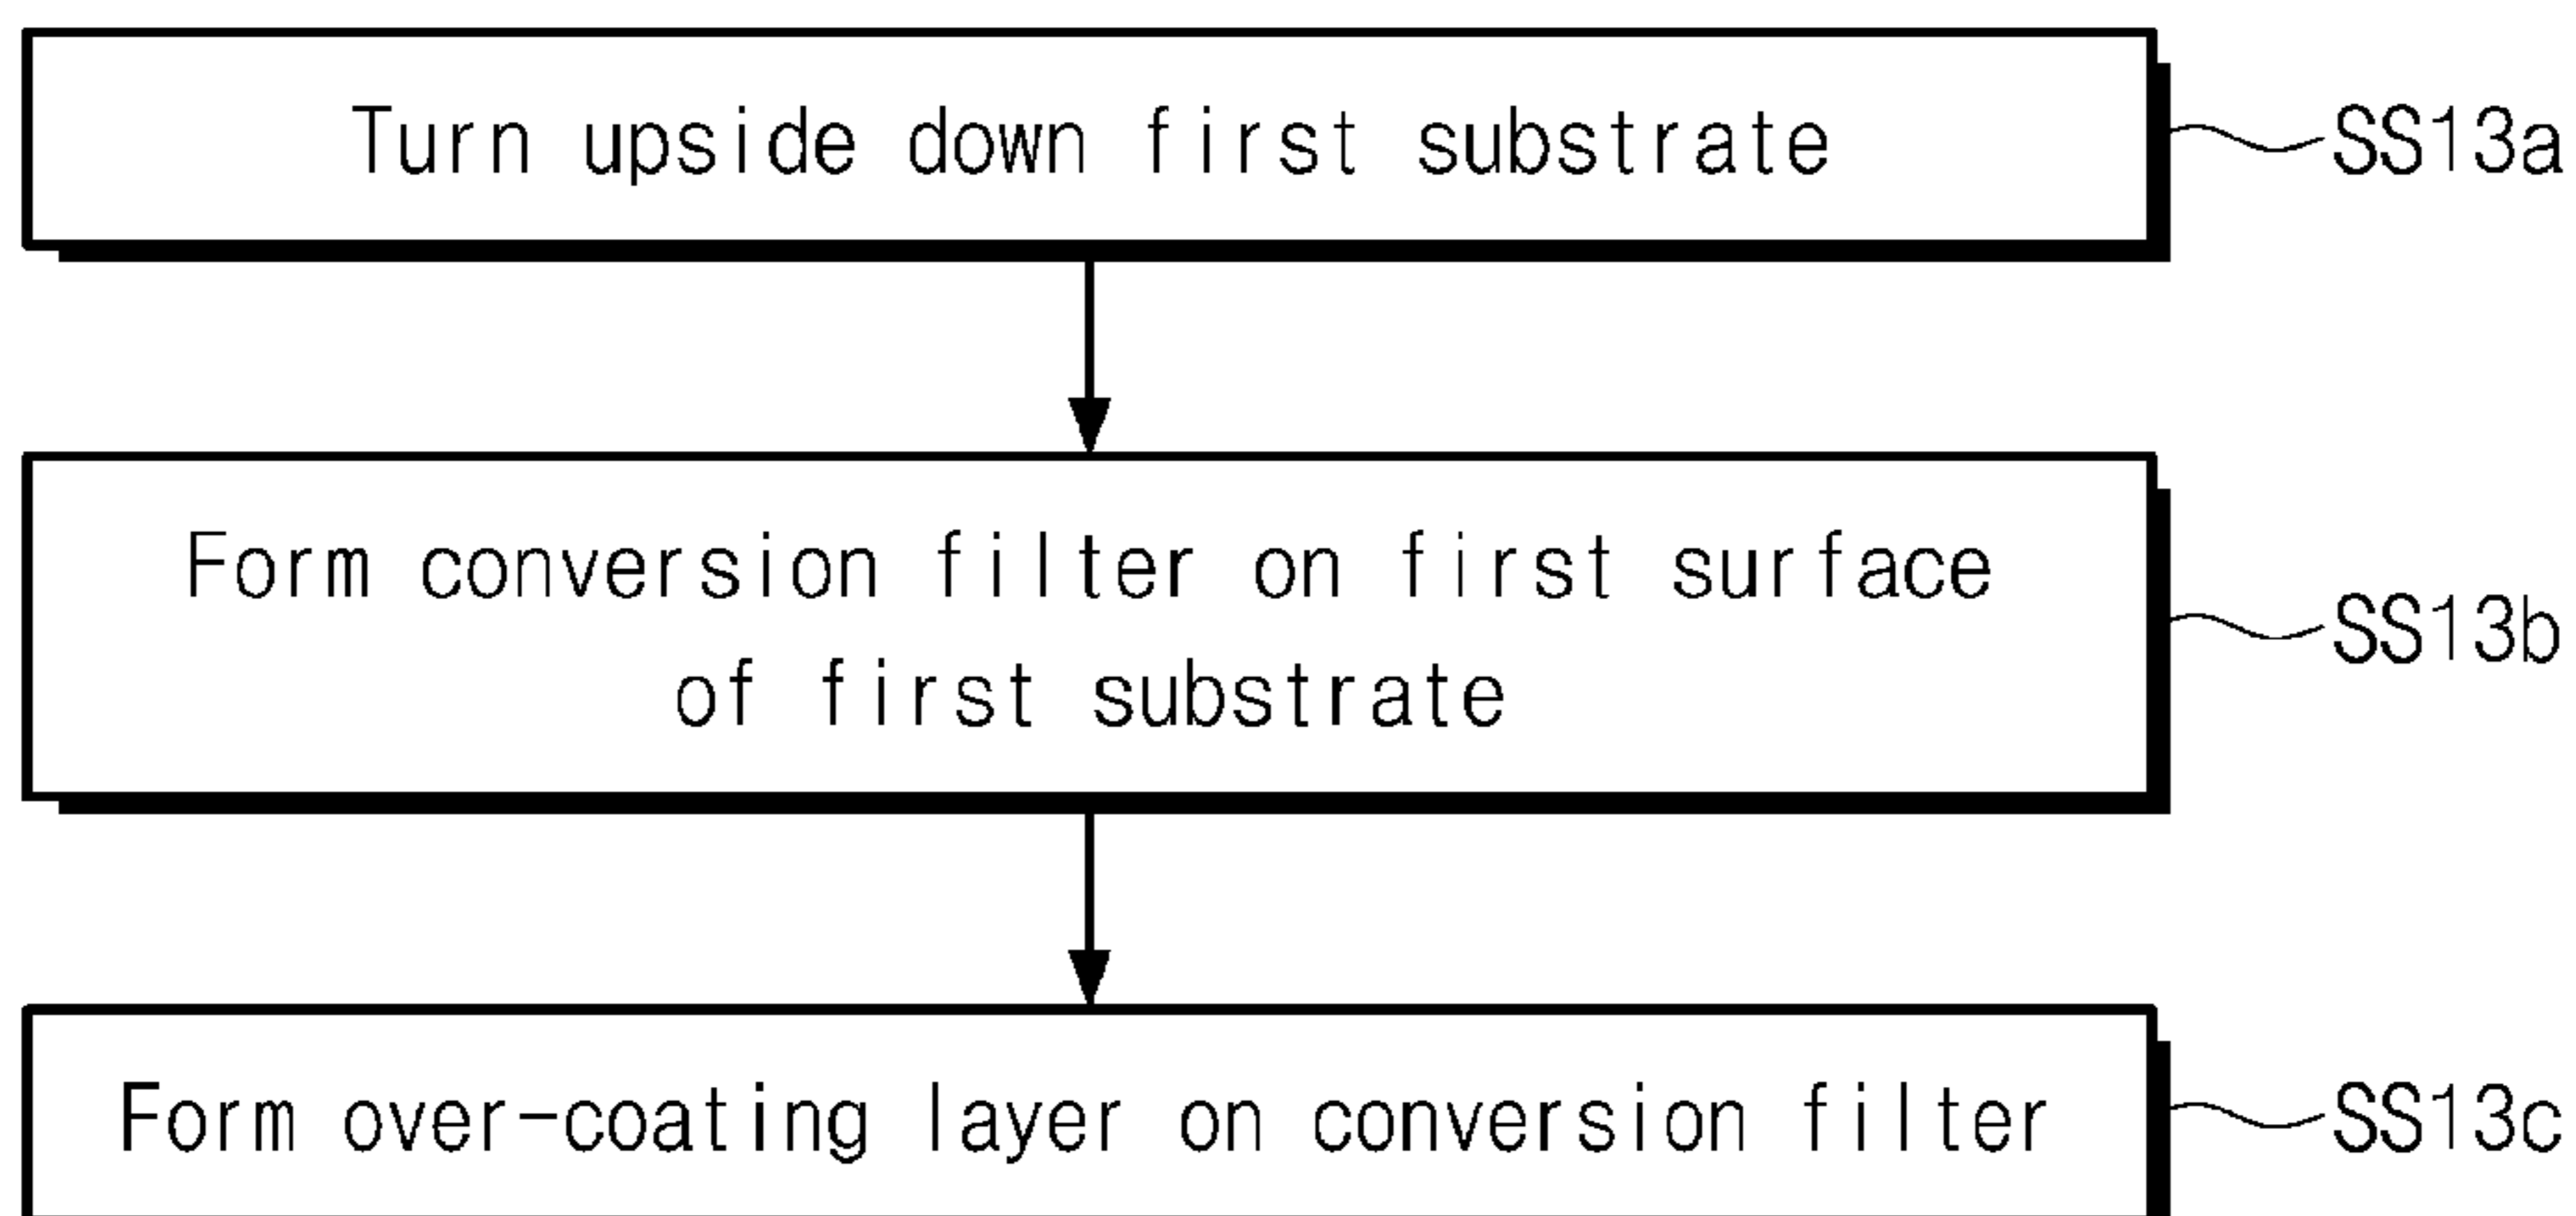 Turn upside down first substrate
SS13a
Form conversion filter on first surface
of first substrate
SS13b
Form over-coating layer on conversion filter
SS13c